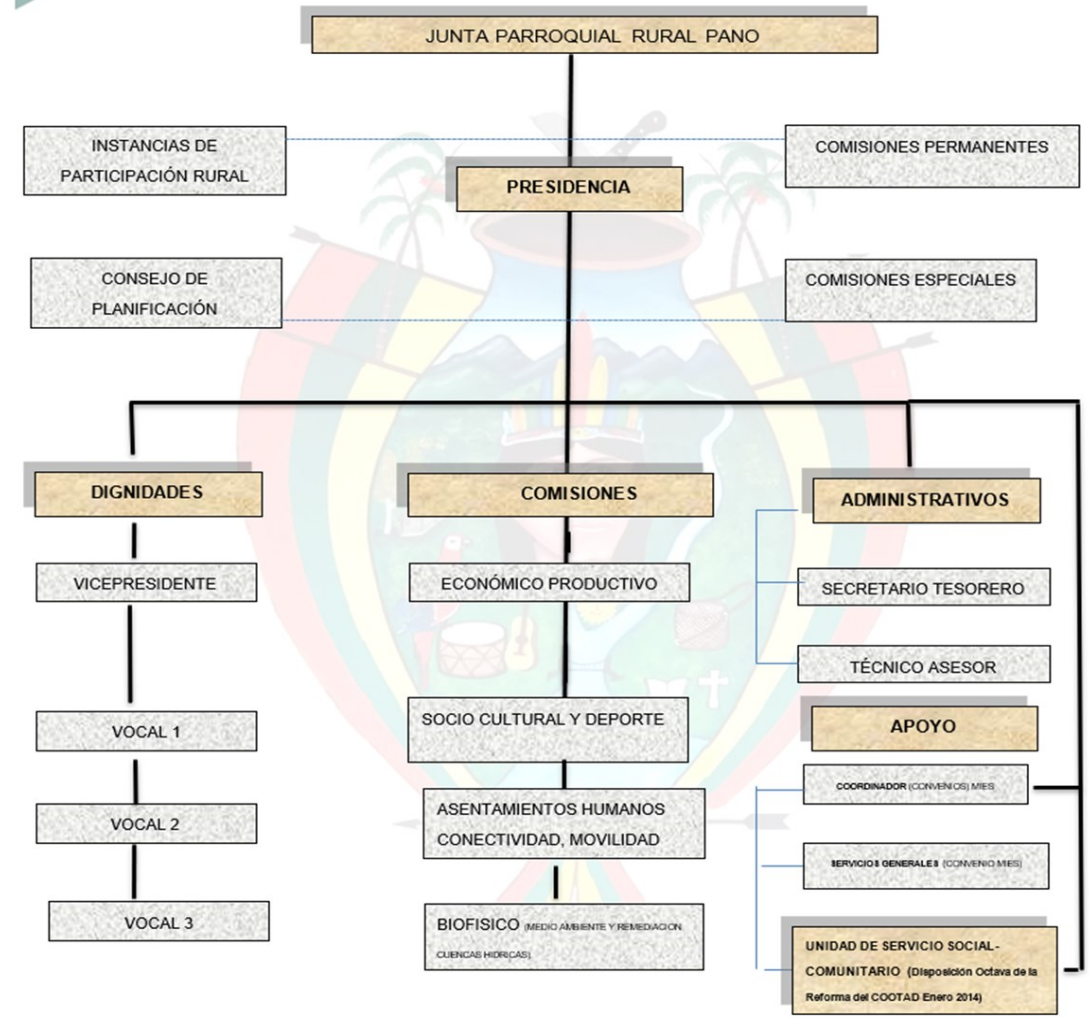 JUNTA PARROQUIAL RURAL PANO
INSTANCIAS DE
PARTICIPACIÓN RURAL
COMISIONES PERMANENTES
PRESIDENCIA
CONSEJO DE
PLANIFICACIÓN
COMISIONES ESPECIALES
DIGNIDADES
VICEPRESIDENTE
VOCAL 1
VOCAL 2
VOCAL 3
COMISIONES
ECONÓMICO PRODUCTIVO
SOCIO CULTURAL Y DEPORTE
ASENTAMIENTOS HUMANOS
CONECTIVIDAD, MOVILIDAD
BIOFISICO (MEDIO AMBIENTE Y REMEDIACION
CUENCAS HIDRICAS).
ADMINISTRATIVOS
SECRETARIO TESORERO
TÉCNICO ASESOR
APOYO
COORDINADOR (CONVENIOS) MIES
SERVICIOS GENERALES (CONVENIO MIES)
UNIDAD DE SERVICIO SOCIAL-
COMUNITARIO (Disposición Octava de la
Reforma del COOTAD Enero 2014)